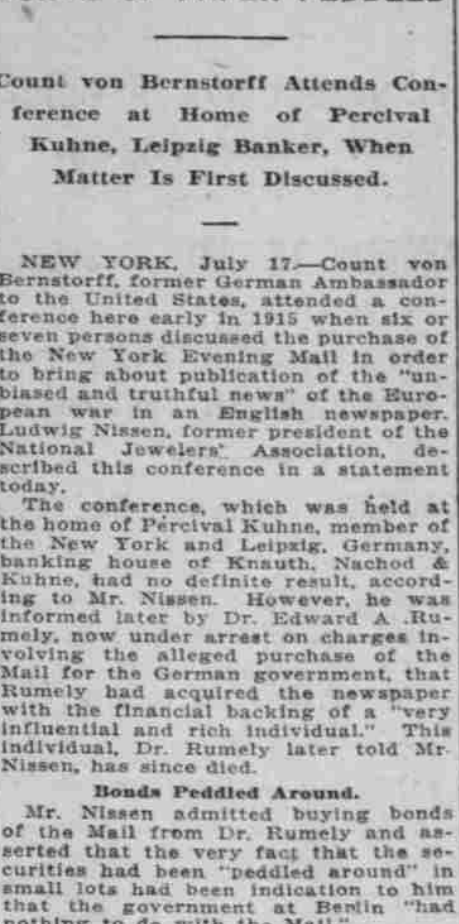 Count von Bernstorff Attends Con-
ference at Home of Percival
Kuhne, Leipzig Banker, When
Matter Is First Discussed.
NEW YORK, July 17.—Count von
Bernstorff, former German Ambassador
to the United States, attended a con-
ference here early in 1915 when six or
seven persons discussed the purchase of
the New York Evening Mail in order
to bring about publication of the "un-
biased and truthful news" of the Euro-
pean war in an English newspaper.
Ludwig Nissen, former president of the
National Jewelers' Association, de-
scribed this conference in a statement
today.
The conference, which was held at
the home of Percival Kuhne, member of
the New York and Leipzig, Germany,
banking house of Knauth, Nachod &
Kuhne, had no definite result, accord-
ing to Mr. Nissen. However, he was
informed later by Dr. Edward A. Ru-
mely, now under arrest on charges in-
volving the alleged purchase of the
Mail for the German government, that
Rumely had acquired the newspaper
with the financial backing of a "very
influential and rich individual." This
individual, Dr. Rumely later told Mr.
Nissen, has since died.
Bonds Peddled Around.
Mr. Nissen admitted buying bonds
of the Mail from Dr. Rumely and as-
serted that the very fact that the se-
curities had been "peddled around" in
small lots had been indication to him
that the government at Berlin "had
nothing to do with the Mail."